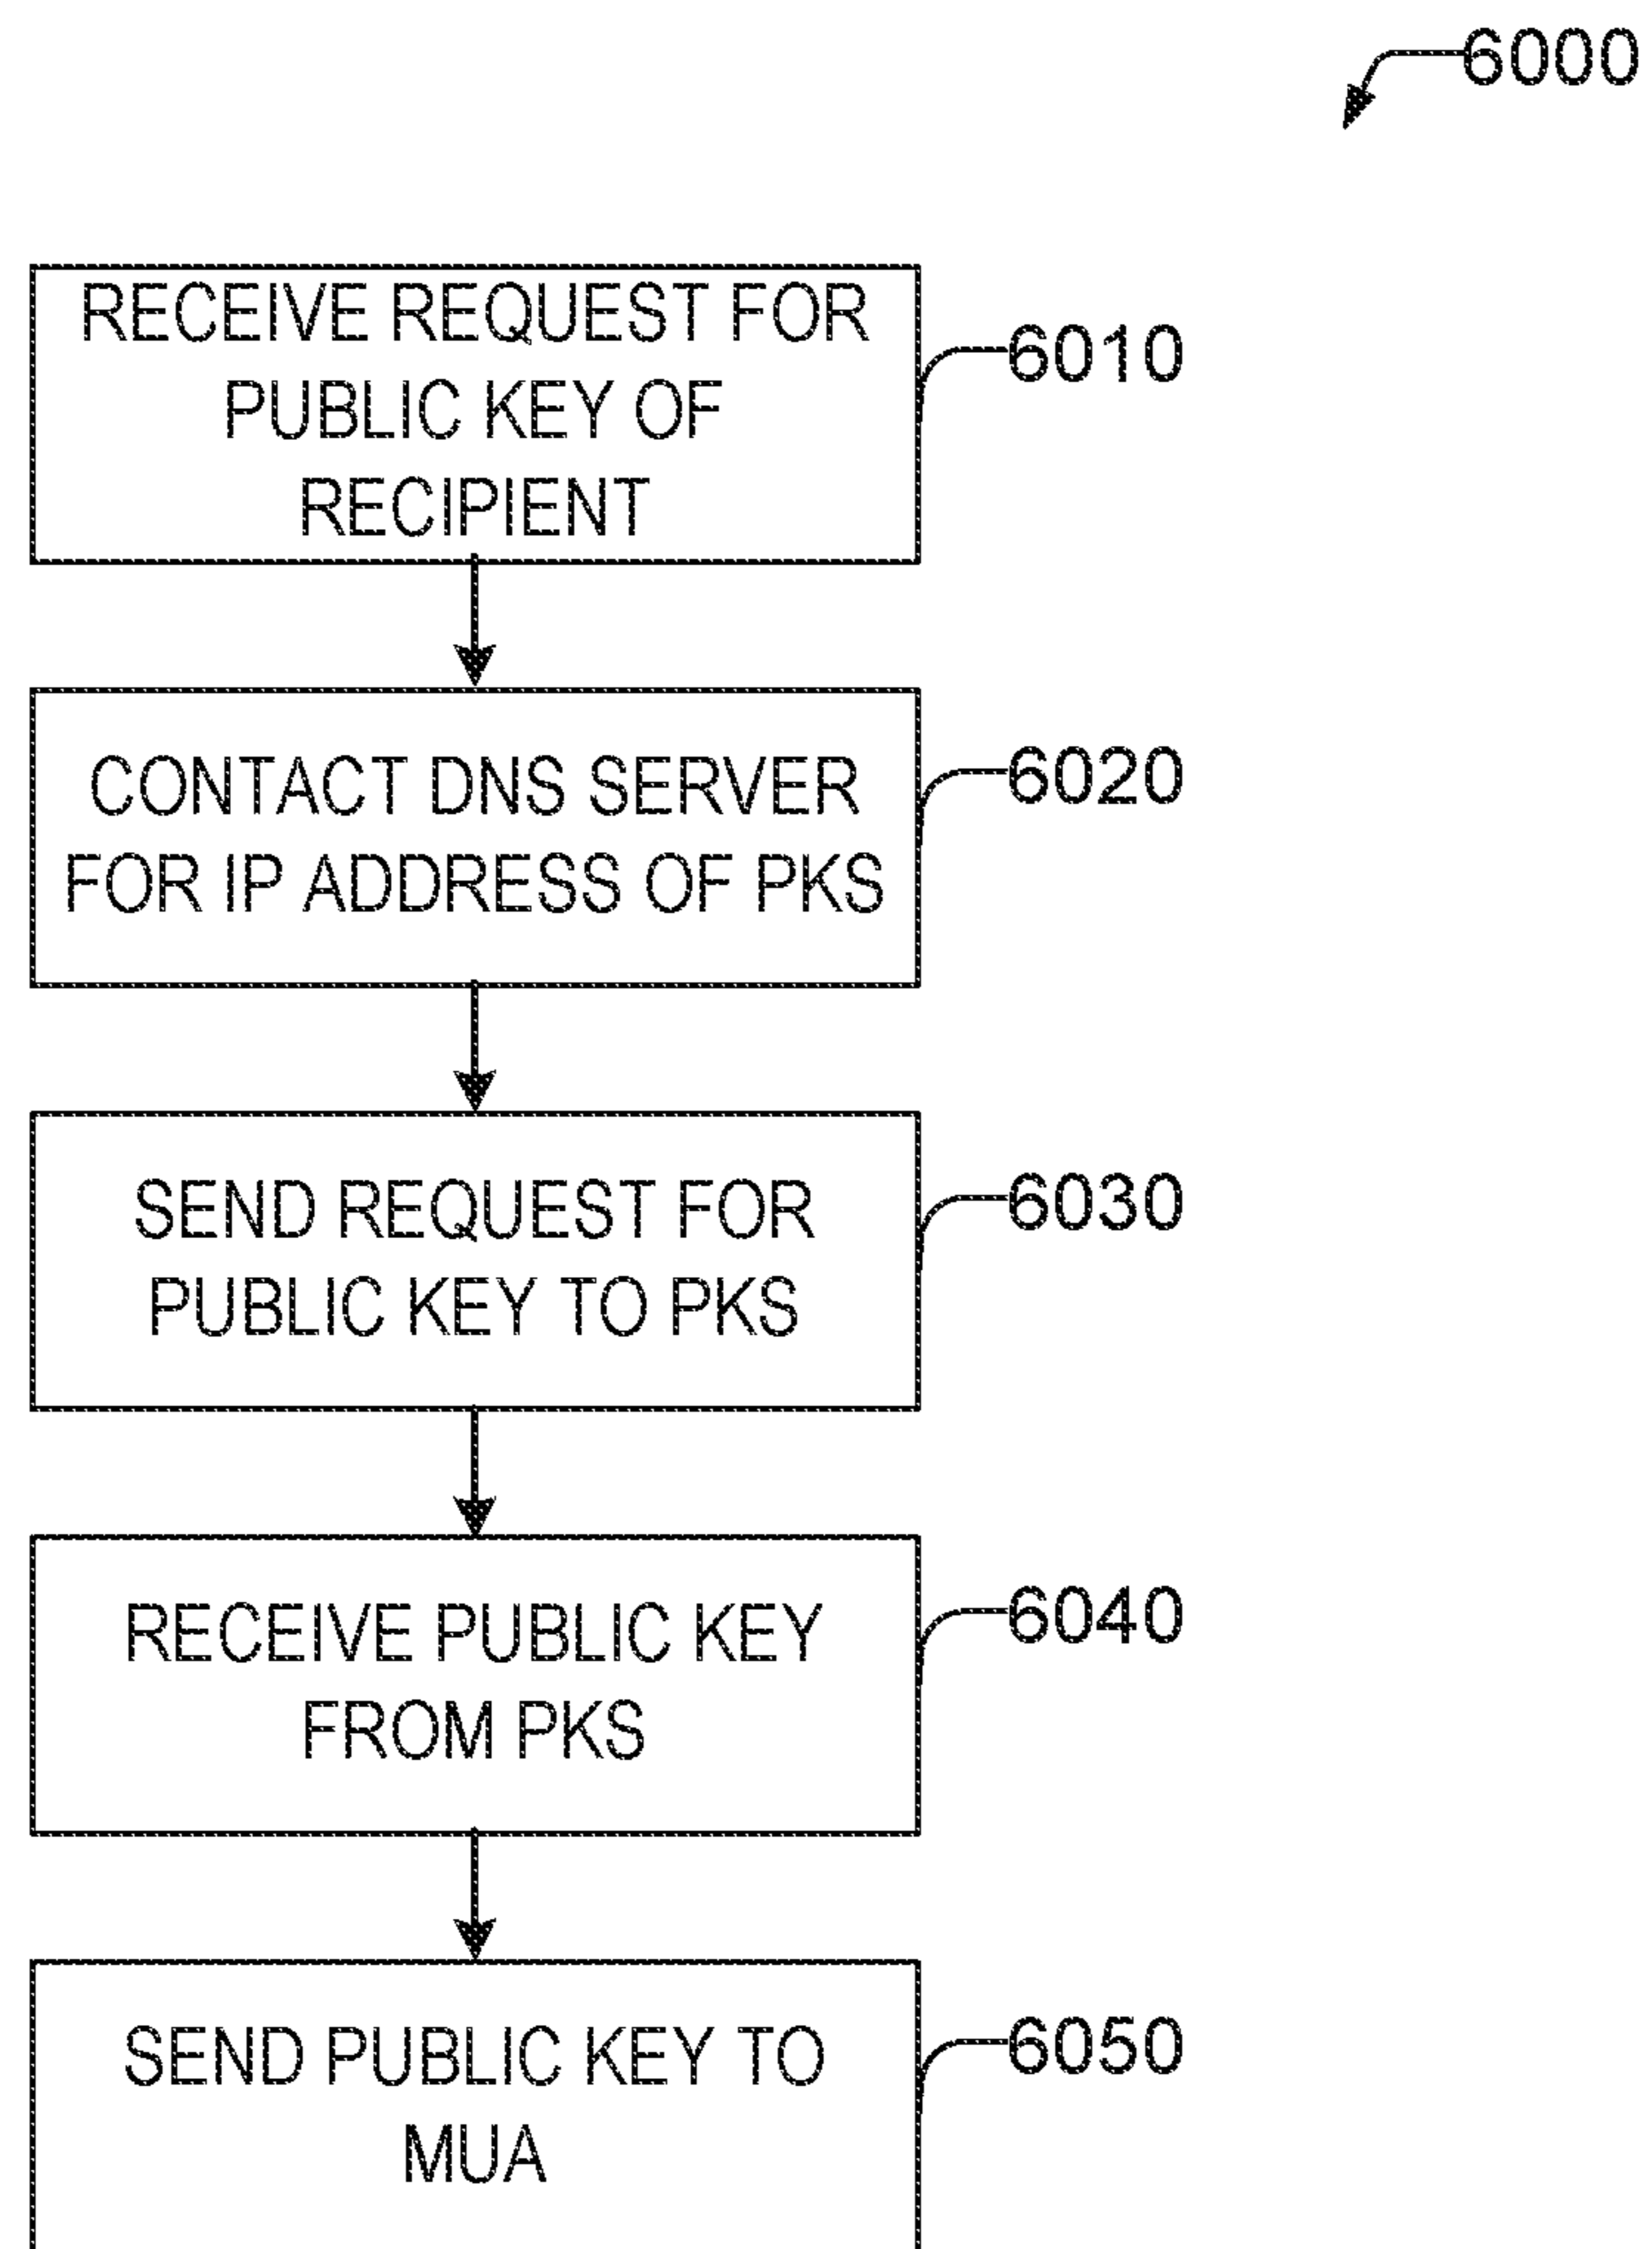 6000
RECEIVE REQUEST FOR
PUBLIC KEY OF
RECIPIENT
6010
CONTACT DNS SERVER
FOR IP ADDRESS OF PKS
6020
SEND REQUEST FOR
PUBLIC KEY TO PKS
6030
RECEIVE PUBLIC KEY
FROM PKS
6040
SEND PUBLIC KEY TO
MUA
6050